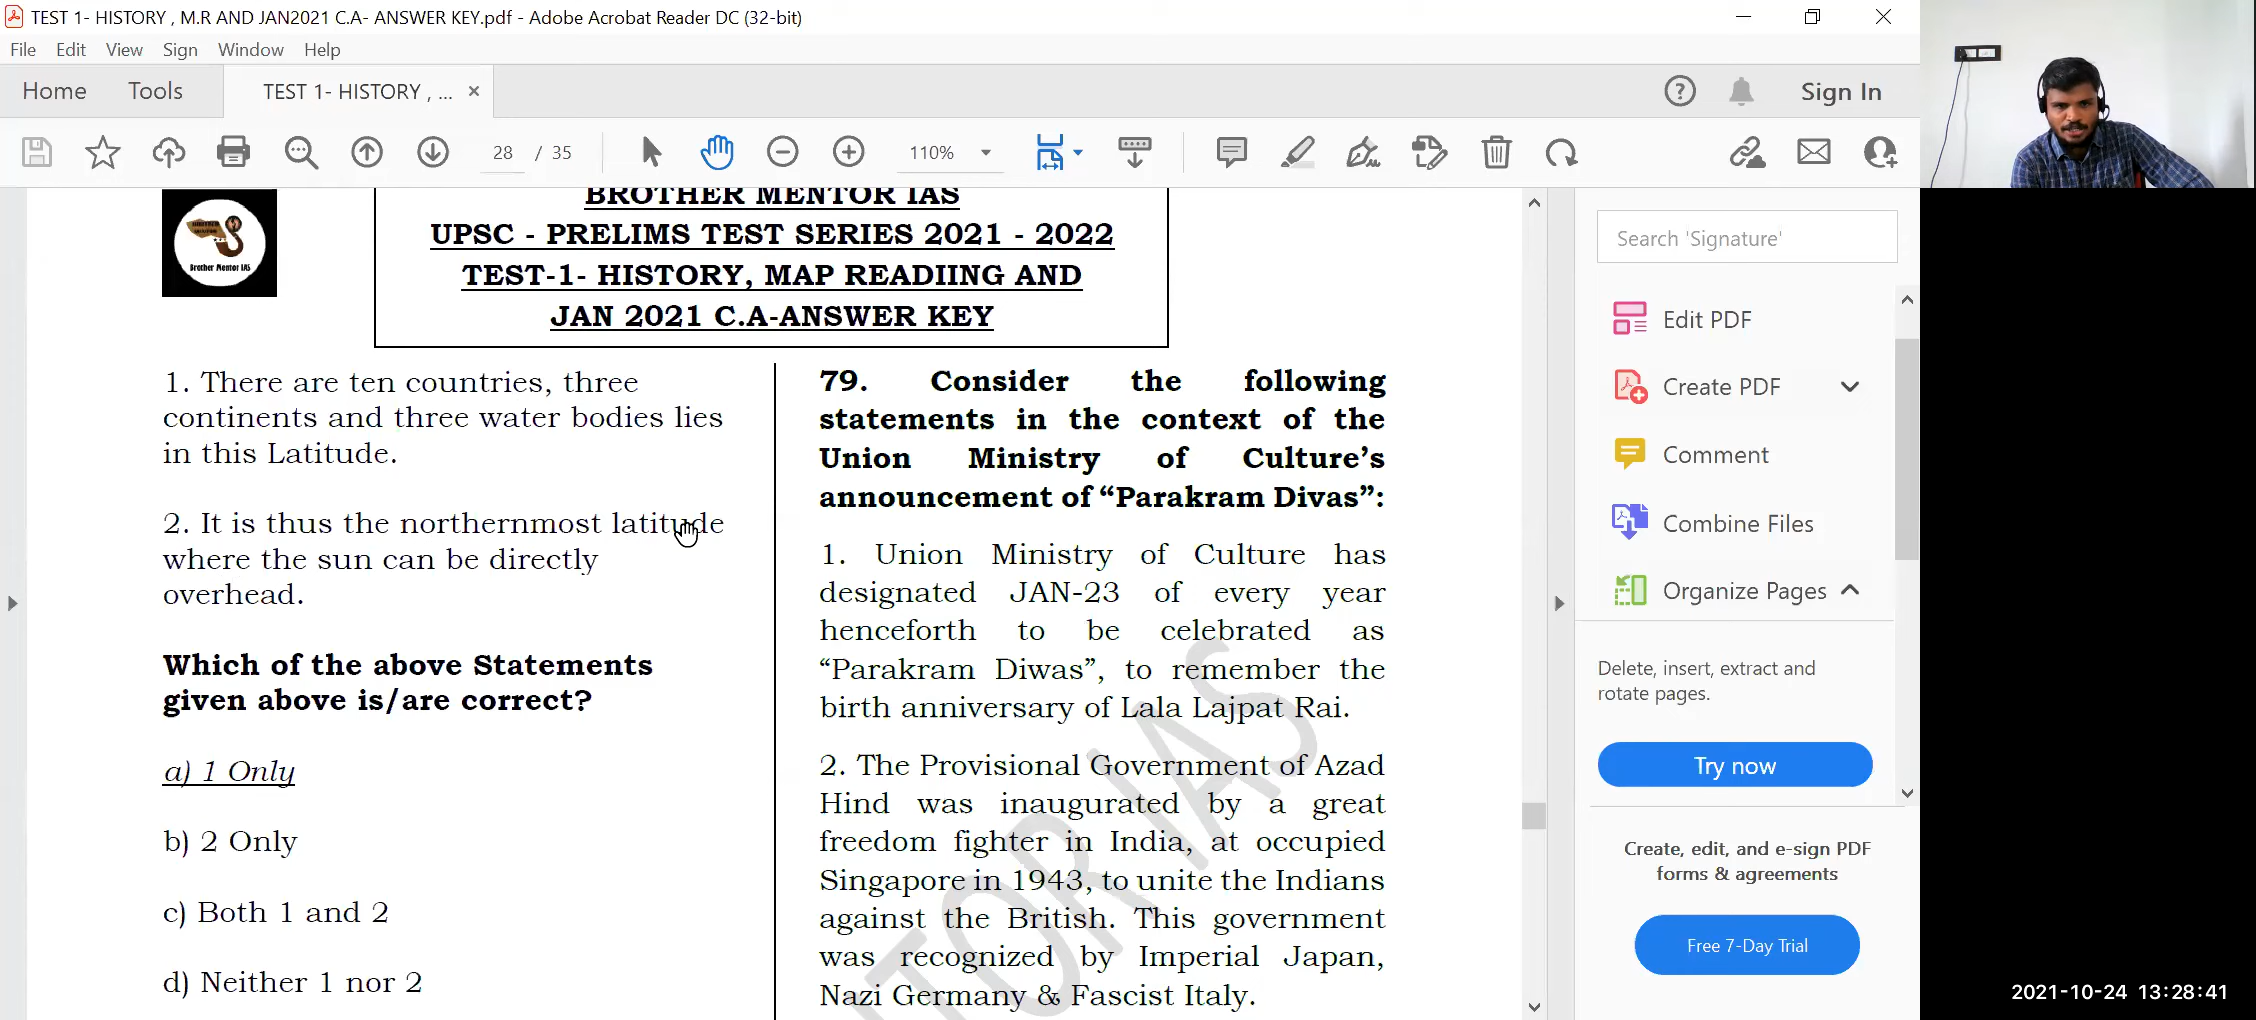 TEST 1- HISTORY , M.R AND JAN2021 C.A- ANSWER KEY.pdf - Adobe Acrobat Reader DC (32-bit)
File Edit View Sign Window Help
Home Tools TEST 1- HISTORY , ... × Sign In
28 / 35 110%
BROTHER MENTOR IAS
UPSC - PRELIMS TEST SERIES 2021 - 2022
TEST-1- HISTORY, MAP READIING AND
JAN 2021 C.A-ANSWER KEY
Brother Mentor IAS
1. There are ten countries, three
continents and three water bodies lies
in this Latitude.
2. It is thus the northernmost latitude
where the sun can be directly
overhead.
Which of the above Statements
given above is/are correct?
a) 1 Only
b) 2 Only
c) Both 1 and 2
d) Neither 1 nor 2
79. Consider the following
statements in the context of the
Union Ministry of Culture’s
announcement of “Parakram Divas”:
1. Union Ministry of Culture has
designated JAN-23 of every year
henceforth to be celebrated as
“Parakram Diwas”, to remember the
birth anniversary of Lala Lajpat Rai.
2. The Provisional Government of Azad
Hind was inaugurated by a great
freedom fighter in India, at occupied
Singapore in 1943, to unite the Indians
against the British. This government
was recognized by Imperial Japan,
Nazi Germany & Fascist Italy.
TOR IAS
Search 'Signature'
Edit PDF
Create PDF
Comment
Combine Files
Organize Pages
Delete, insert, extract and
rotate pages.
Try now
Create, edit, and e-sign PDF
forms & agreements
Free 7-Day Trial
2021-10-24 13:28:41